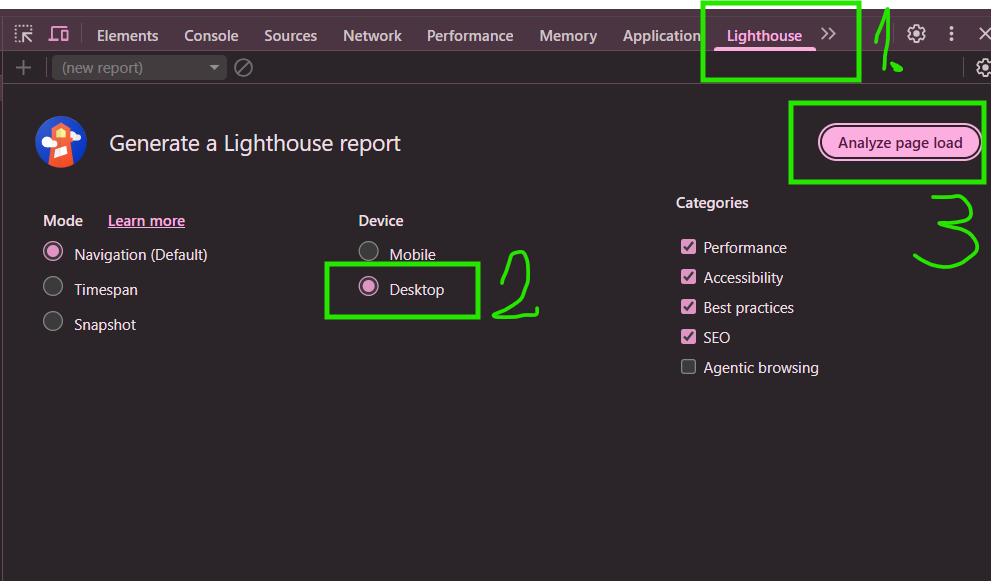 Elements Console Sources Network Performance Memory Application Lighthouse 1.
(new report)
Generate a Lighthouse report
Analyze page load
3
Mode Learn more
Navigation (Default)
Timespan
Snapshot
Device
Mobile
Desktop
2
Categories
Performance
Accessibility
Best practices
SEO
Agentic browsing